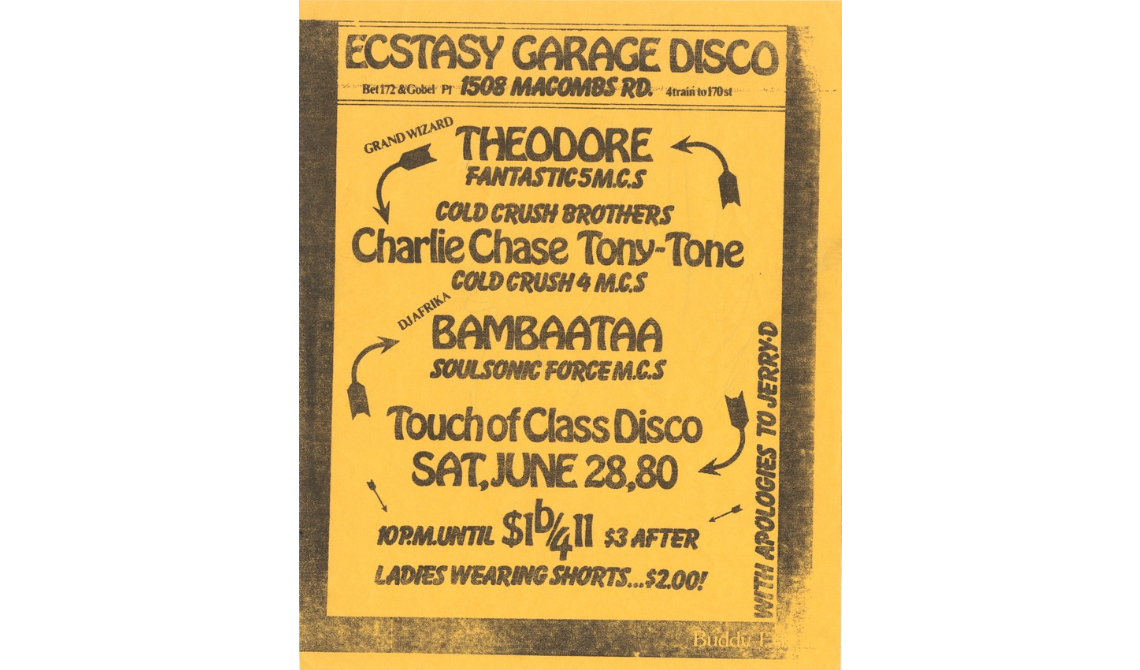 ECSTASY GARAGE DISCO
Bet 172 & Gobel Pl 1508 MACOMBS RD. 4 train to 170 st
GRAND WIZARD
THEODORE
FANTASTIC 5 M.C.S
COLD CRUSH BROTHERS
Charlie Chase Tony-Tone
COLD CRUSH 4 M.C.S
DJ AFRIKA
BAMBAATAA
SOULSONIC FORCE M.C.S
Touch of Class Disco
SAT, JUNE 28, 80
10 P.M. UNTIL $1 b/4 11 $3 AFTER
LADIES WEARING SHORTS...$2.00!
WITH APOLOGIES TO JERRY-D
Buddy